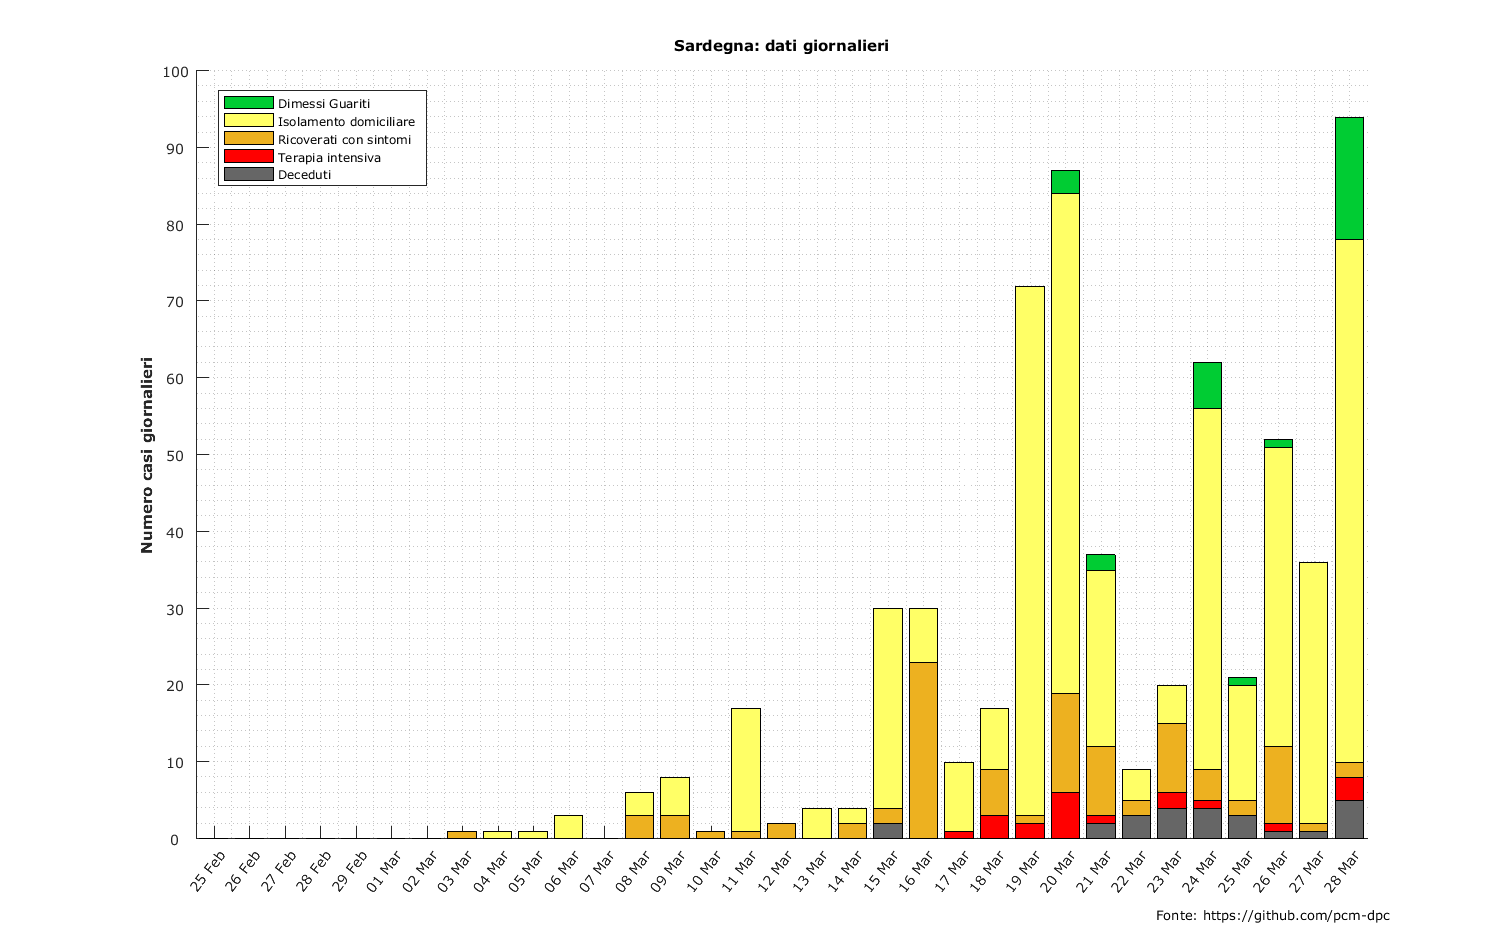 Sardegna: dati giornalieri
100
90
80
70
60
50
40
30
20
10
0
Numero casi giornalieri
Dimessi Guariti
Isolamento domiciliare
Ricoverati con sintomi
Terapia intensiva
Deceduti
25 Feb
26 Feb
27 Feb
28 Feb
29 Feb
01 Mar
02 Mar
03 Mar
04 Mar
05 Mar
06 Mar
07 Mar
08 Mar
09 Mar
10 Mar
11 Mar
12 Mar
13 Mar
14 Mar
15 Mar
16 Mar
17 Mar
18 Mar
19 Mar
20 Mar
21 Mar
22 Mar
23 Mar
24 Mar
25 Mar
26 Mar
27 Mar
28 Mar
Fonte: https://github.com/pcm-dpc